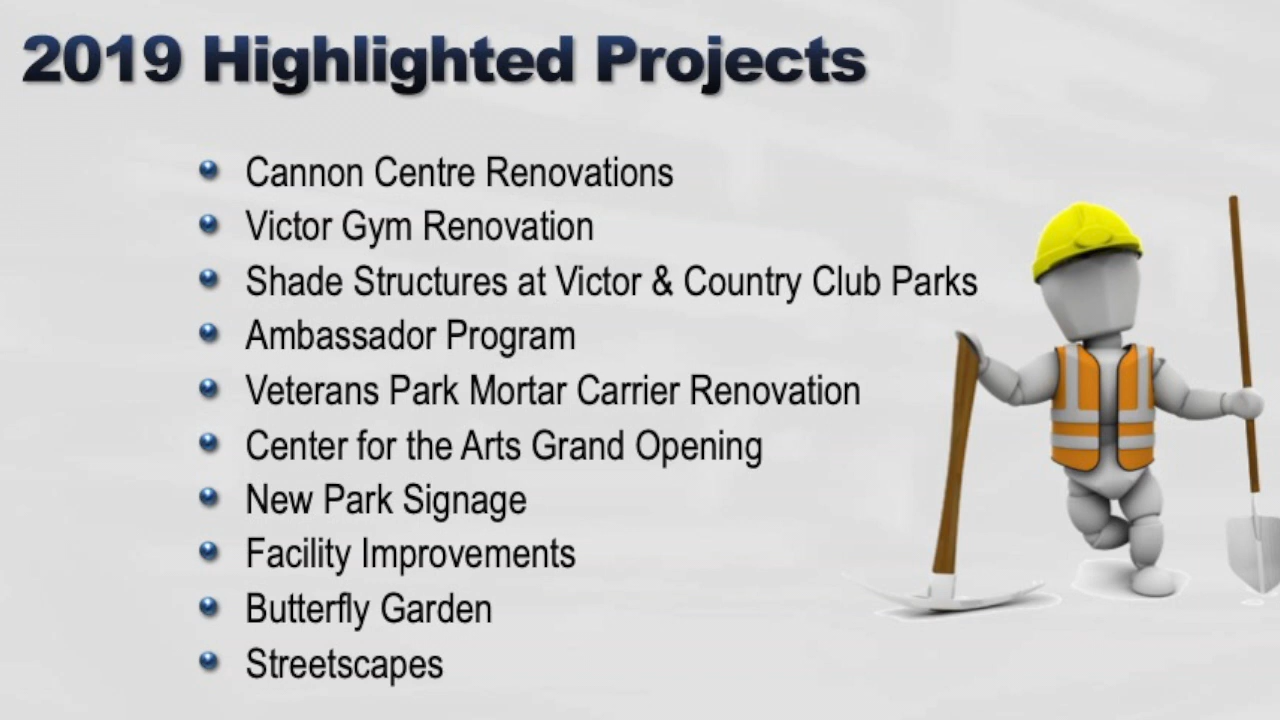 2019 Highlighted Projects
Cannon Centre Renovations
Victor Gym Renovation
Shade Structures at Victor & Country Club Parks
Ambassador Program
Veterans Park Mortar Carrier Renovation
Center for the Arts Grand Opening
New Park Signage
Facility Improvements
Butterfly Garden
Streetscapes